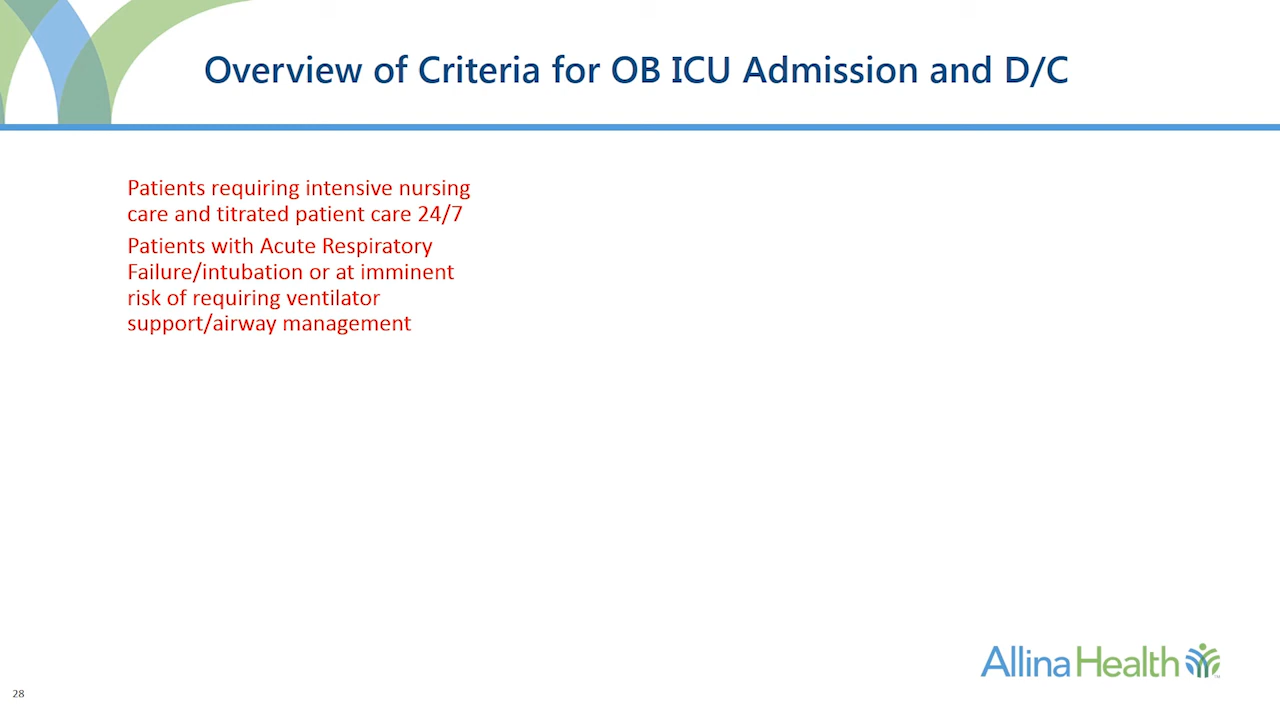 Overview of Criteria for OB ICU Admission and D/C
Patients requiring intensive nursing
care and titrated patient care 24/7
Patients with Acute Respiratory
Failure/intubation or at imminent
risk of requiring ventilator
support/airway management
Allina Health
28